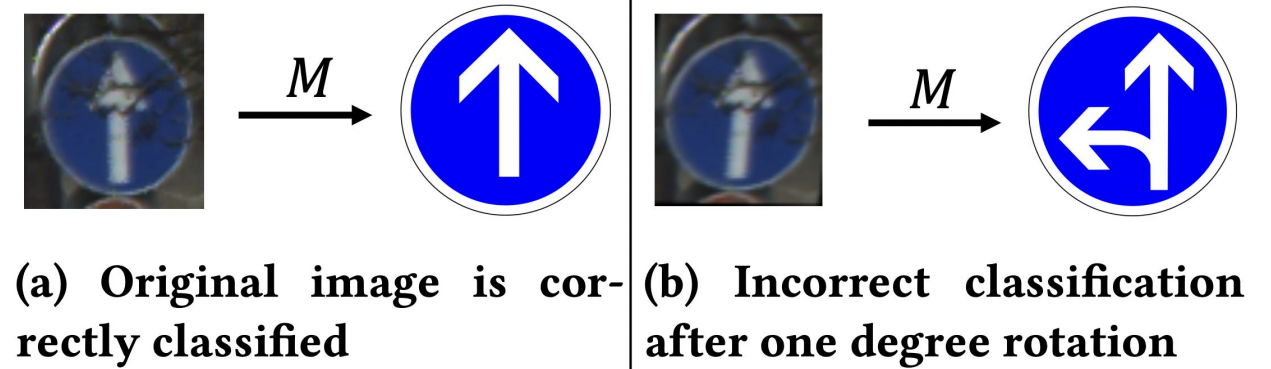 M
M
(a) Original image is cor-
rectly classified
(b) Incorrect classification
after one degree rotation